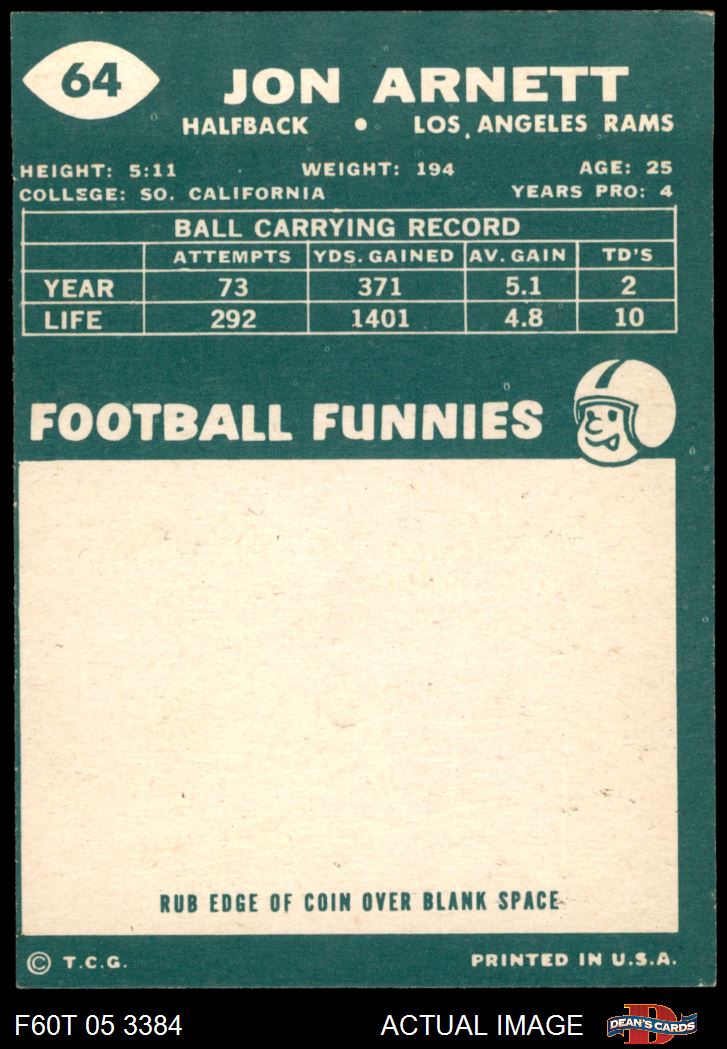 64
JON ARNETT
HALFBACK • LOS ANGELES RAMS
HEIGHT: 5:11 WEIGHT: 194 AGE: 25
COLLEGE: SO. CALIFORNIA YEARS PRO: 4
BALL CARRYING RECORD
ATTEMPTS YDS. GAINED AV. GAIN TD'S
YEAR 73 371 5.1 2
LIFE 292 1401 4.8 10
FOOTBALL FUNNIES
RUB EDGE OF COIN OVER BLANK SPACE
© T.C.G. PRINTED IN U.S.A.
F60T 05 3384 ACTUAL IMAGE DEAN'S CARDS